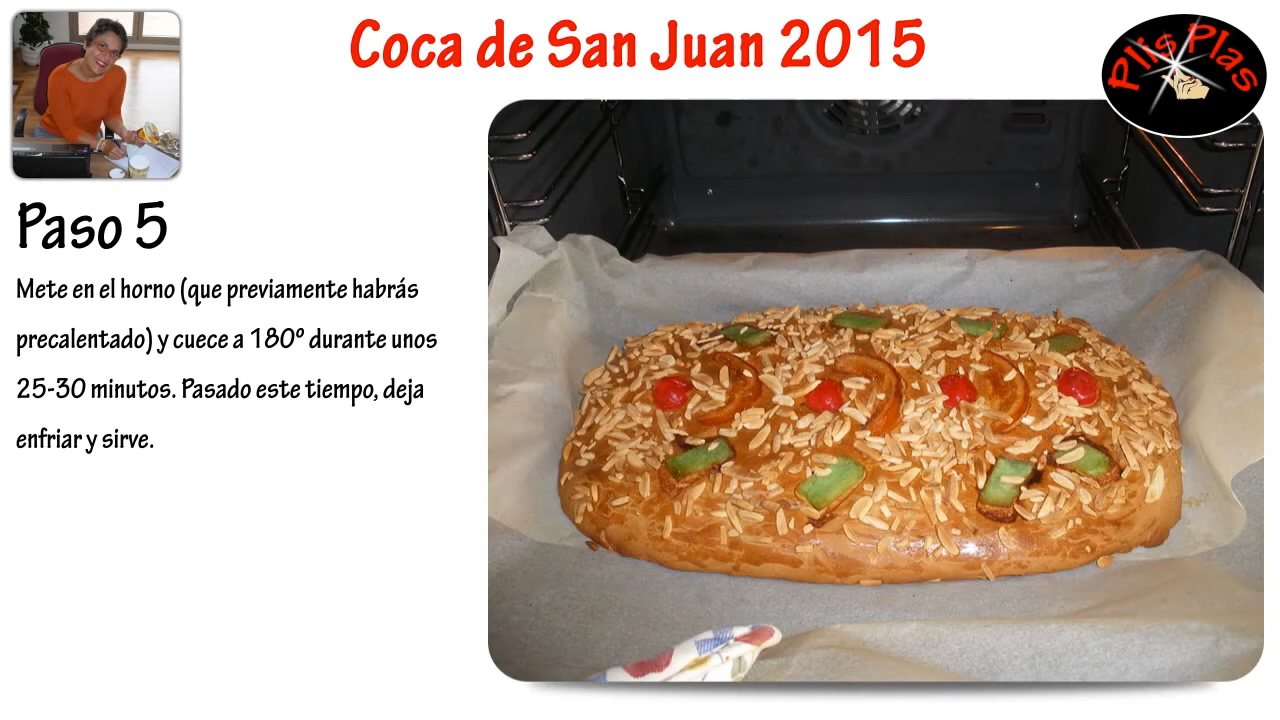 Coca de San Juan 2015
Plis Plas
Paso 5
Mete en el horno (que previamente habrás
precalentado) y cuece a 180º durante unos
25-30 minutos. Pasado este tiempo, deja
enfriar y sirve.